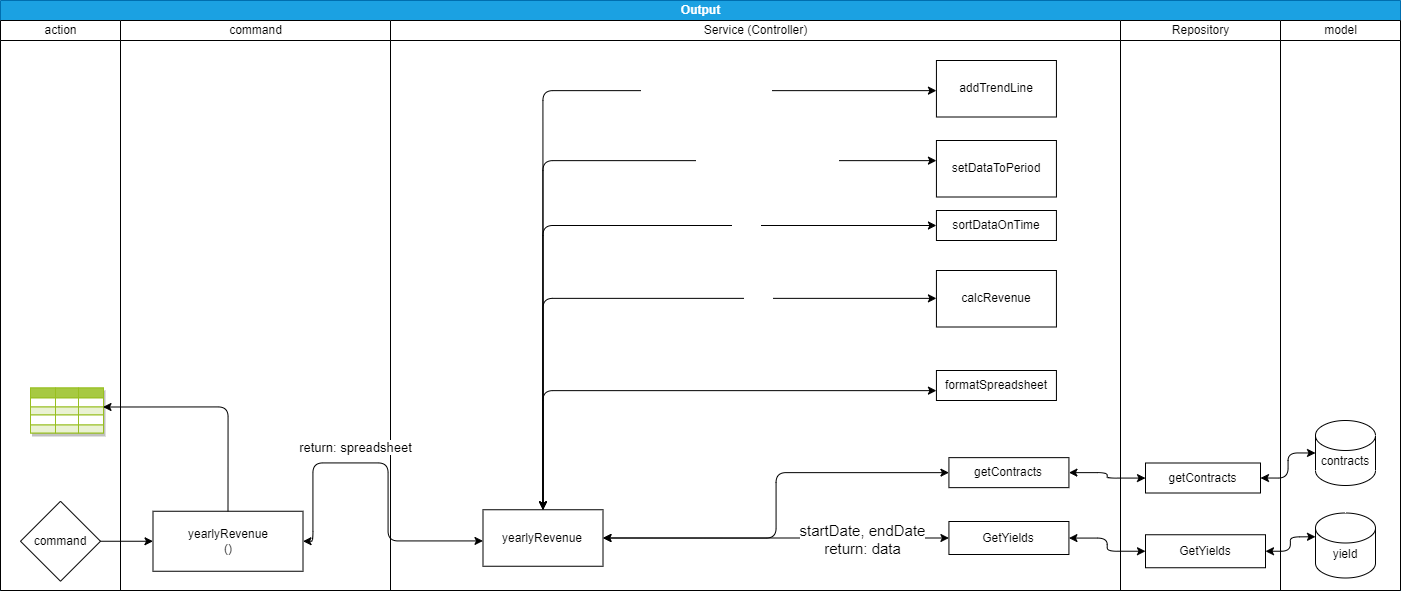 Output
action
command
Service (Controller)
Repository
model
addTrendLine
setDataToPeriod
sortDataOnTime
calcRevenue
formatSpreadsheet
return: spreadsheet
contracts
getContracts
getContracts
command
yearlyRevenue
()
yearlyRevenue
startDate, endDate
return: data
GetYields
GetYields
yield